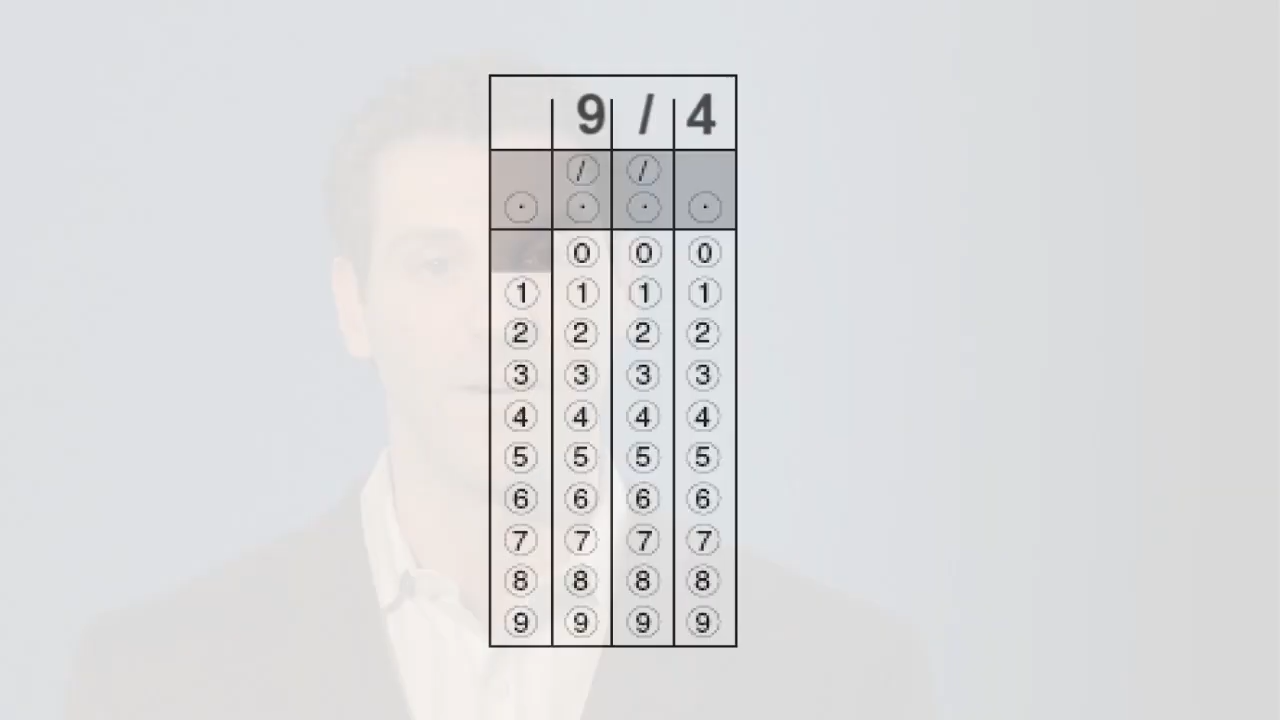 9 / 4
/ /
. . . .
0 0 0
1 1 1 1
2 2 2 2
3 3 3 3
4 4 4 4
5 5 5 5
6 6 6 6
7 7 7 7
8 8 8 8
9 9 9 9